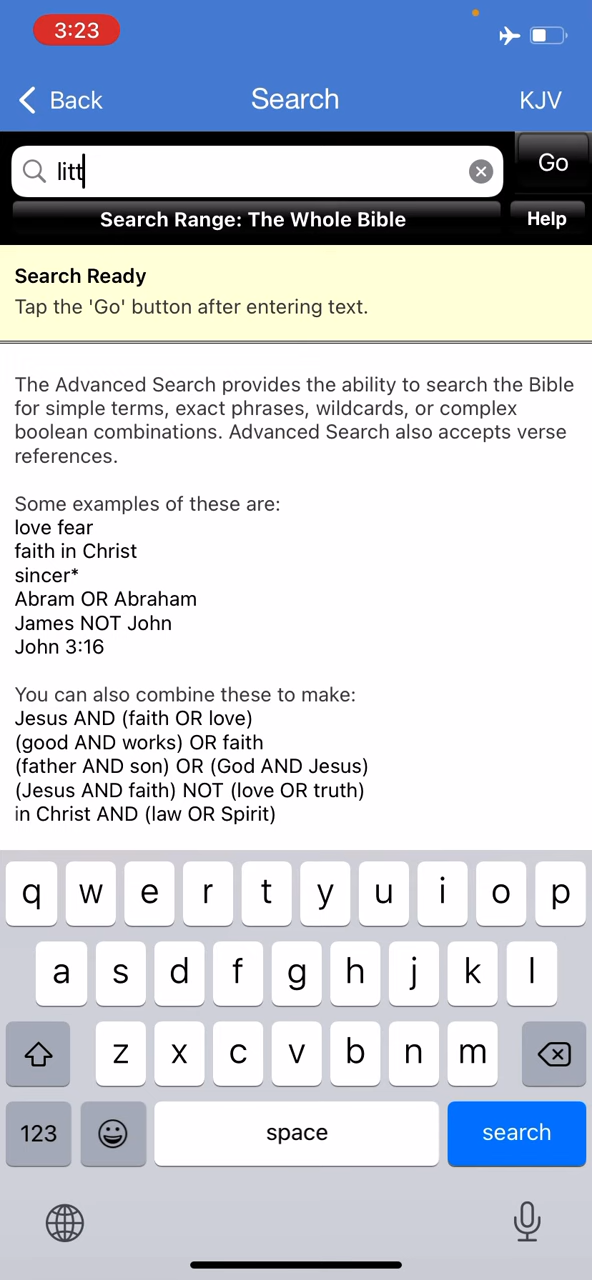 3:23
Back Search KJV
litt Go
Search Range: The Whole Bible Help
Search Ready
Tap the 'Go' button after entering text.
The Advanced Search provides the ability to search the Bible
for simple terms, exact phrases, wildcards, or complex
boolean combinations. Advanced Search also accepts verse
references.
Some examples of these are:
love fear
faith in Christ
sincer*
Abram OR Abraham
James NOT John
John 3:16
You can also combine these to make:
Jesus AND (faith OR love)
(good AND works) OR faith
(father AND son) OR (God AND Jesus)
(Jesus AND faith) NOT (love OR truth)
in Christ AND (law OR Spirit)
q w e r t y u i o p
a s d f g h j k l
z x c v b n m
123 space search